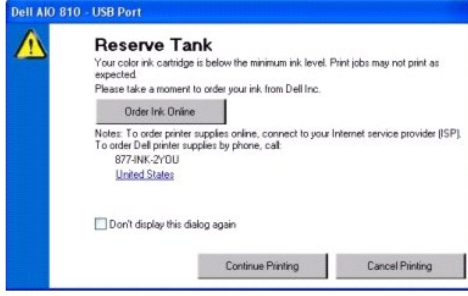 Dell AIO 810 - USB Port
Reserve Tank
Your color ink cartridge is below the minimum ink level. Print jobs may not print as
expected.
Please take a moment to order your ink from Dell Inc.
Order Ink Online
Notes: To order printer supplies online, connect to your Internet service provider (ISP).
To order Dell printer supplies by phone, call:
877-INK-2YOU
United States
Don't display this dialog again
Continue Printing
Cancel Printing